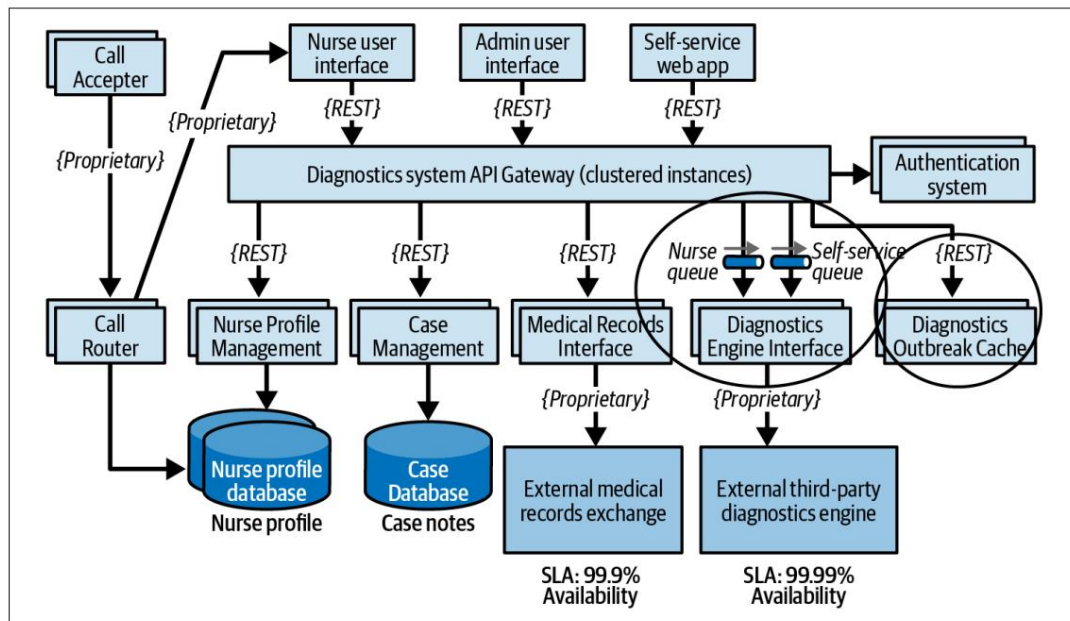 Call
Accepter
Nurse user
interface
Admin user
interface
Self-service
web app
{REST}
{REST}
{REST}
{Proprietary}
{Proprietary}
Diagnostics system API Gateway (clustered instances)
Authentication
system
{REST}
{REST}
{REST}
Nurse
queue
Self-service
queue
{REST}
Call
Router
Nurse Profile
Management
Case
Management
Medical Records
Interface
Diagnostics
Engine Interface
Diagnostics
Outbreak Cache
{Proprietary}
{Proprietary}
Nurse profile
database
Nurse profile
Case
Database
Case notes
External medical
records exchange
External third-party
diagnostics engine
SLA: 99.9%
Availability
SLA: 99.99%
Availability